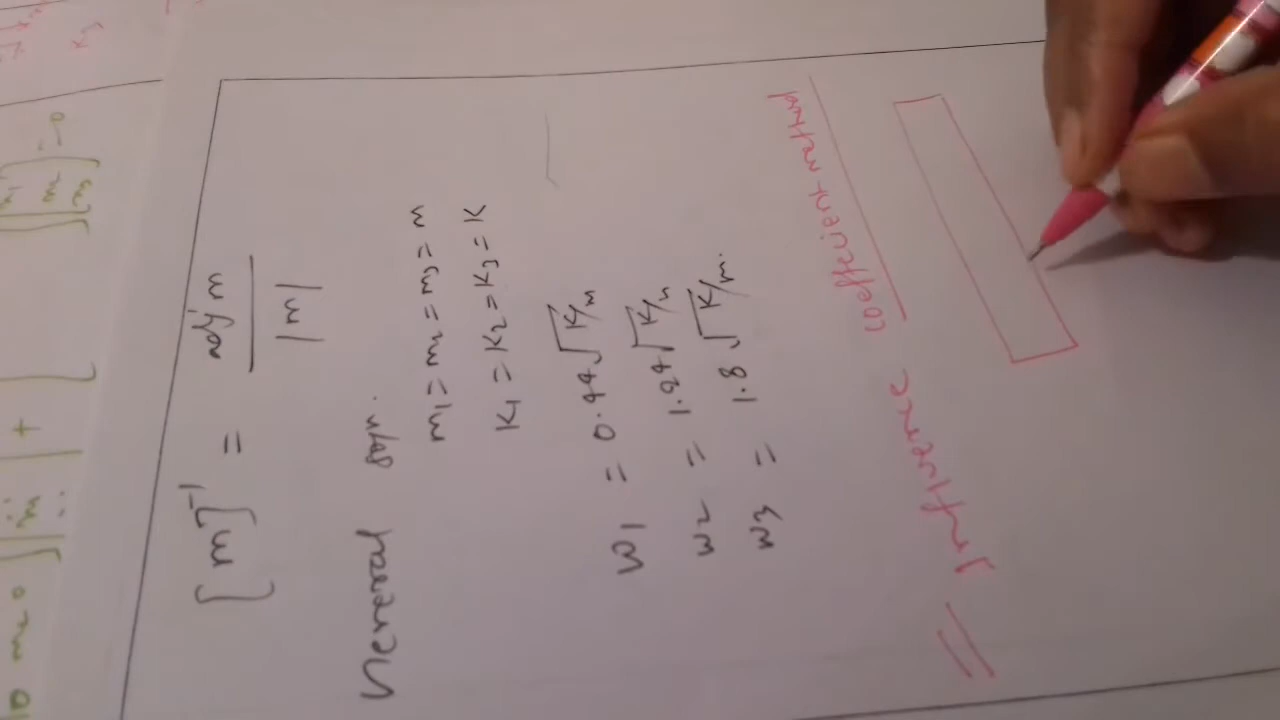 [m]⁻¹ = adj m / |m|
General soln.
m₁ = m₂ = m₃ = m
K₁ = K₂ = K₃ = K
ω₁ = 0.44√K/m
ω₂ = 1.24√K/m
ω₃ = 1.8√K/m.
= Influence coefficient method